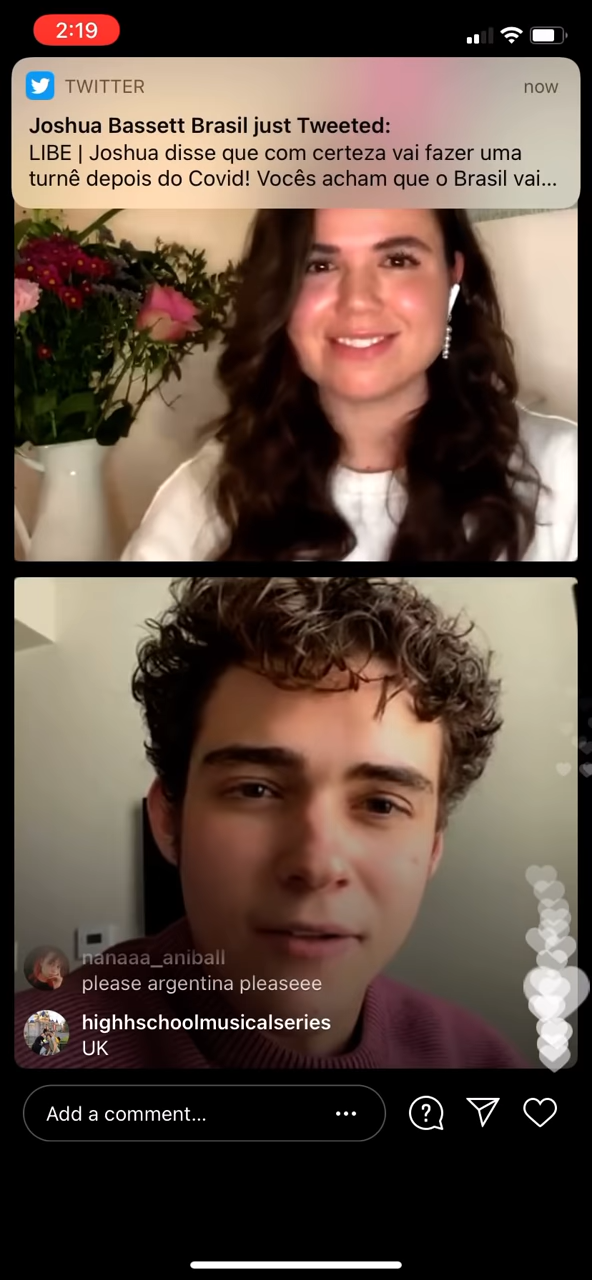 2:19
TWITTER
now
Joshua Bassett Brasil just Tweeted:
LIBE | Joshua disse que com certeza vai fazer uma
turnê depois do Covid! Vocês acham que o Brasil vai...
nanaaa_aniball
please argentina pleaseee
highhschoolmusicalseries
UK
Add a comment...